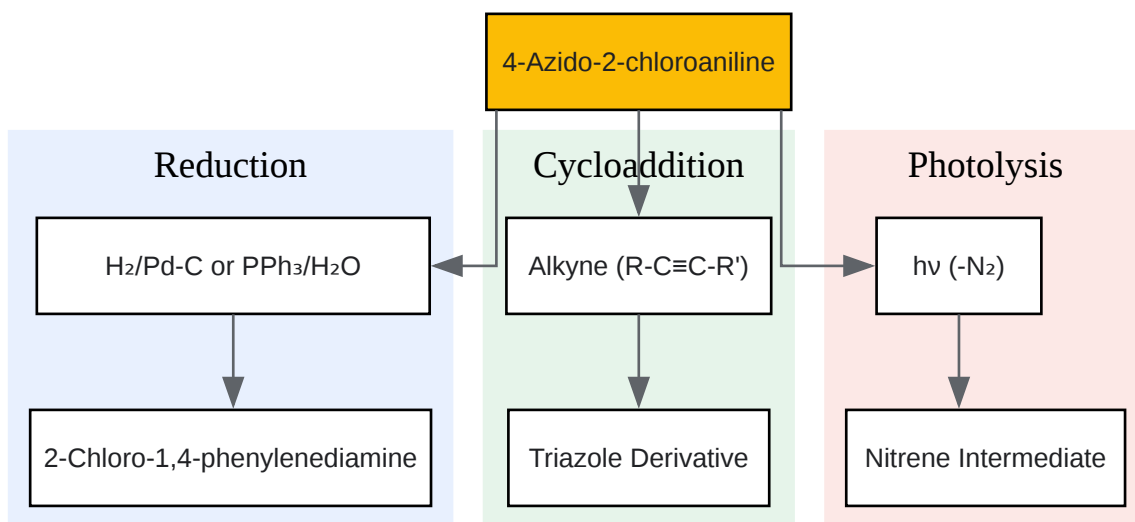 4-Azido-2-chloroaniline
Reduction
Cycloaddition
Photolysis
H₂/Pd-C or PPh₃/H₂O
Alkyne (R-C≡C-R')
hν (-N₂)
2-Chloro-1,4-phenylenediamine
Triazole Derivative
Nitrene Intermediate